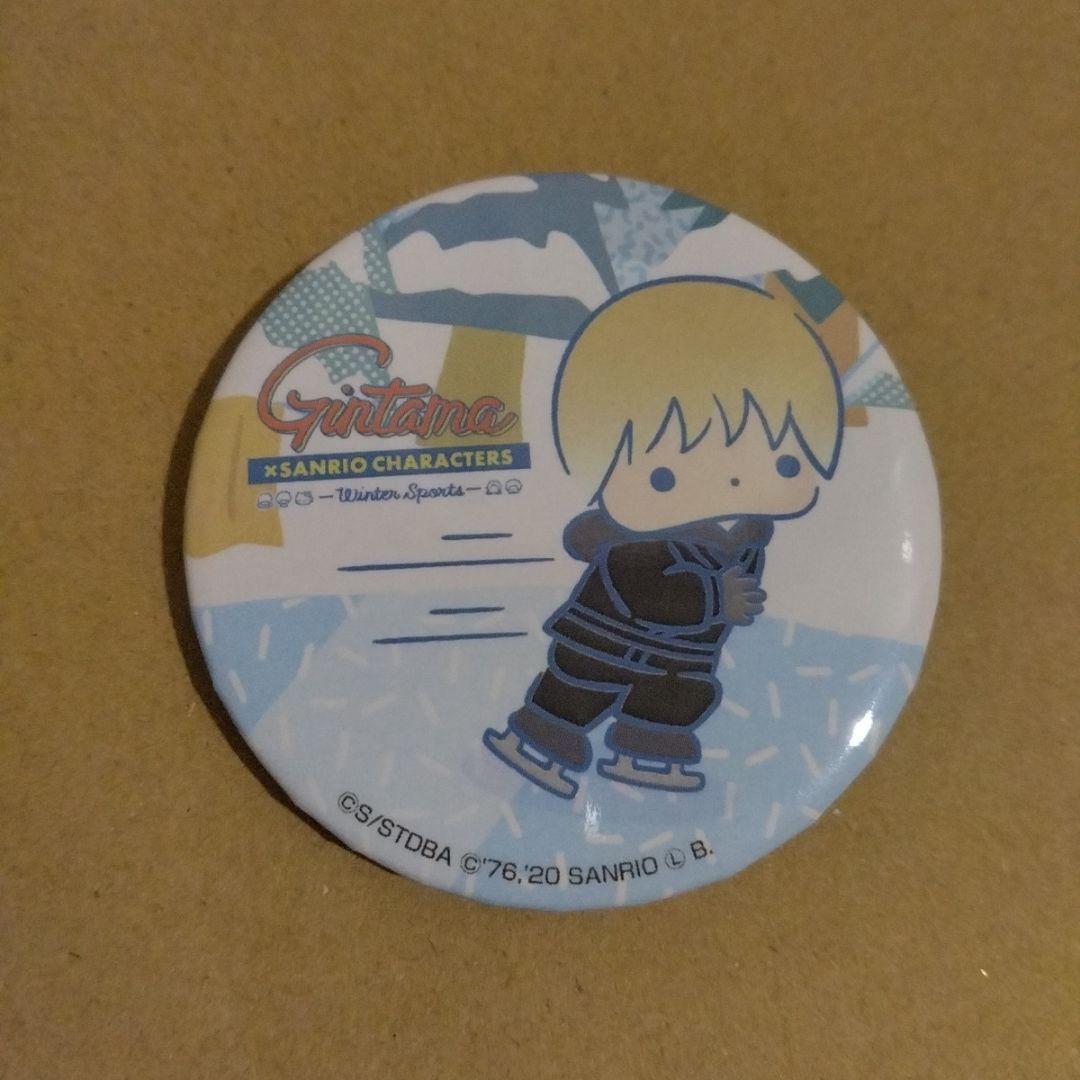 Gintama
×SANRIO CHARACTERS
Winter Sports
©S/STDBA ©'76,'20 SANRIO Ⓛ B.